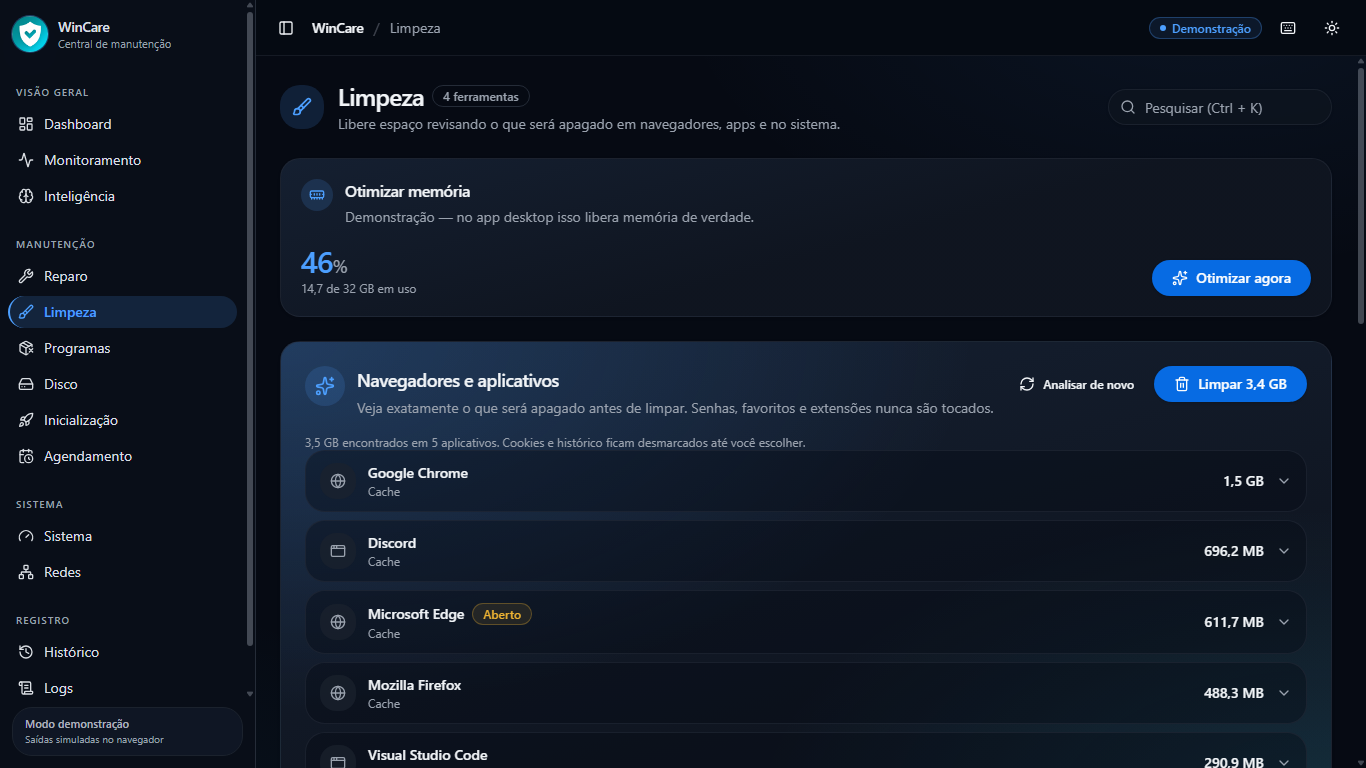 WinCare
Central de manutenção
VISÃO GERAL
Dashboard
Monitoramento
Inteligência
MANUTENÇÃO
Reparo
Limpeza
Programas
Disco
Inicialização
Agendamento
SISTEMA
Sistema
Redes
REGISTRO
Histórico
Logs
Modo demonstração
Saídas simuladas no navegador
WinCare / Limpeza
Demonstração
Limpeza 4 ferramentas
Libere espaço revisando o que será apagado em navegadores, apps e no sistema.
Pesquisar (Ctrl + K)
Otimizar memória
Demonstração — no app desktop isso libera memória de verdade.
46%
14,7 de 32 GB em uso
Otimizar agora
Navegadores e aplicativos
Veja exatamente o que será apagado antes de limpar. Senhas, favoritos e extensões nunca são tocados.
Analisar de novo
Limpar 3,4 GB
3,5 GB encontrados em 5 aplicativos. Cookies e histórico ficam desmarcados até você escolher.
Google Chrome
Cache
1,5 GB
Discord
Cache
696,2 MB
Microsoft Edge Aberto
Cache
611,7 MB
Mozilla Firefox
Cache
488,3 MB
Visual Studio Code
290,9 MB